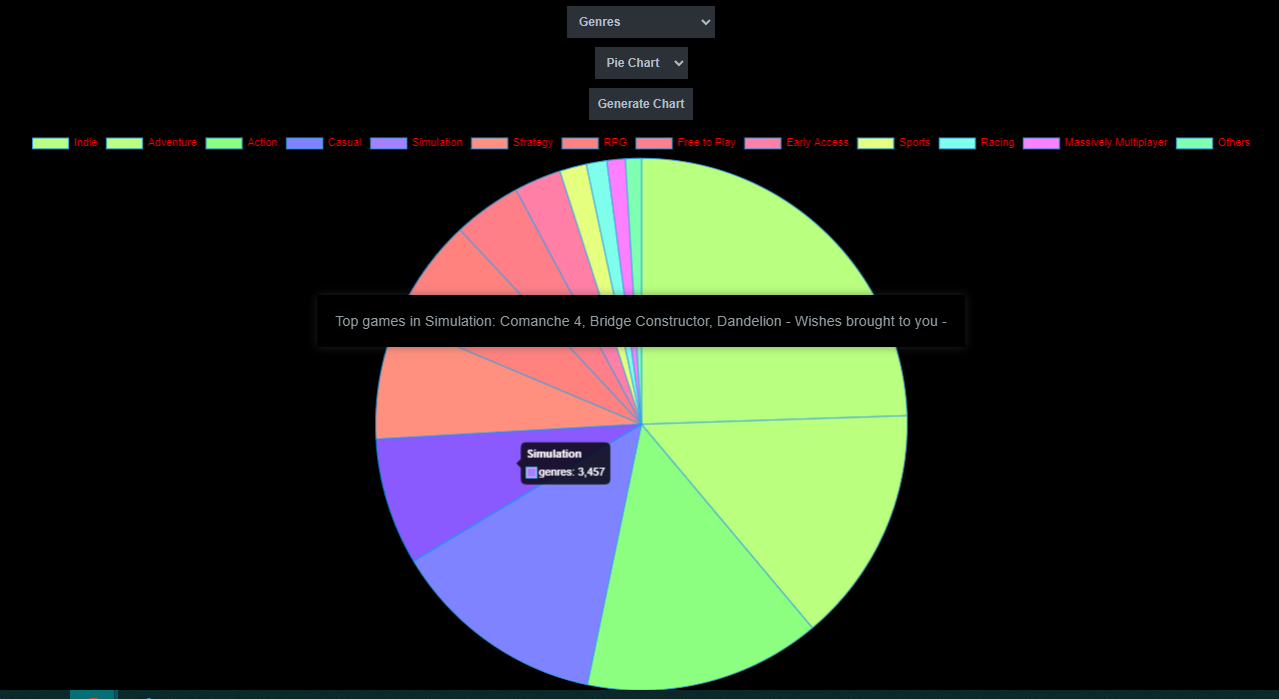 Genres
Pie Chart
Generate Chart
Indie Adventure Action Casual Simulation Strategy RPG Free to Play Early Access Sports Racing Massively Multiplayer Others
Top games in Simulation: Comanche 4, Bridge Constructor, Dandelion - Wishes brought to you -
Simulation
genres: 3,457